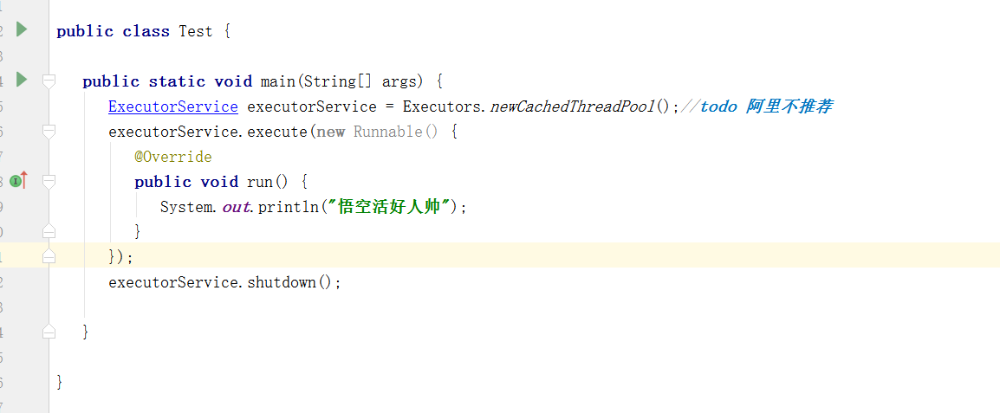 public class Test {
public static void main(String[] args) {
ExecutorService executorService = Executors.newCachedThreadPool();//todo 阿里不推荐
executorService.execute(new Runnable() {
@Override
public void run() {
System.out.println("悟空活好人帅");
}
});
executorService.shutdown();
}
}